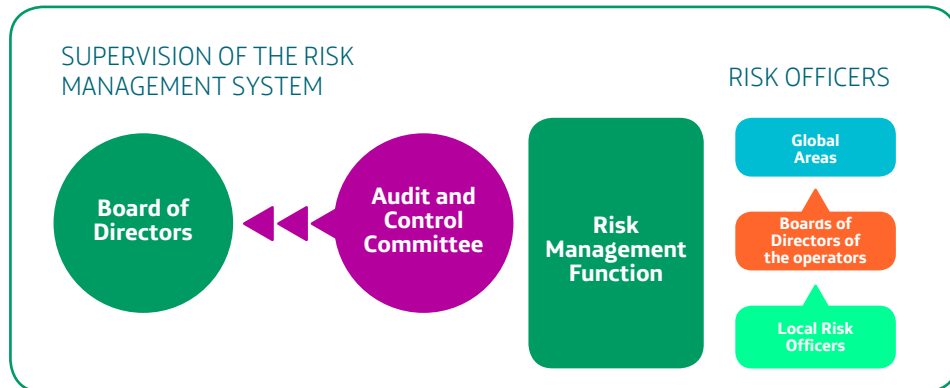 SUPERVISION OF THE RISK
MANAGEMENT SYSTEM
Board of
Directors
Audit and
Control
Committee
Risk
Management
Function
RISK OFFICERS
Global
Areas
Boards of
Directors of
the operators
Local Risk
Officers